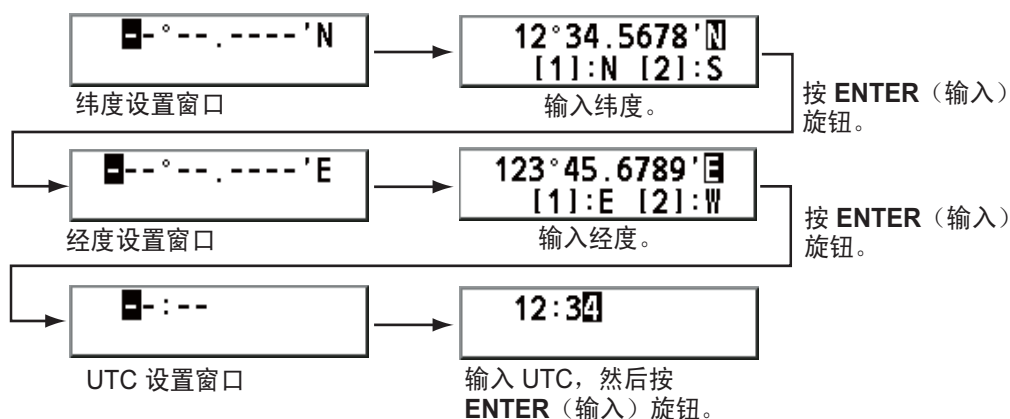 --°--.----'N
纬度设置窗口
12°34.5678'N
[1]:N [2]:S
输入纬度。
按 ENTER（输入）
旋钮。
---°--.----'E
经度设置窗口
123°45.6789'E
[1]:E [2]:W
输入经度。
按 ENTER（输入）
旋钮。
--:--
UTC 设置窗口
12:34
输入 UTC，然后按
ENTER（输入）旋钮。